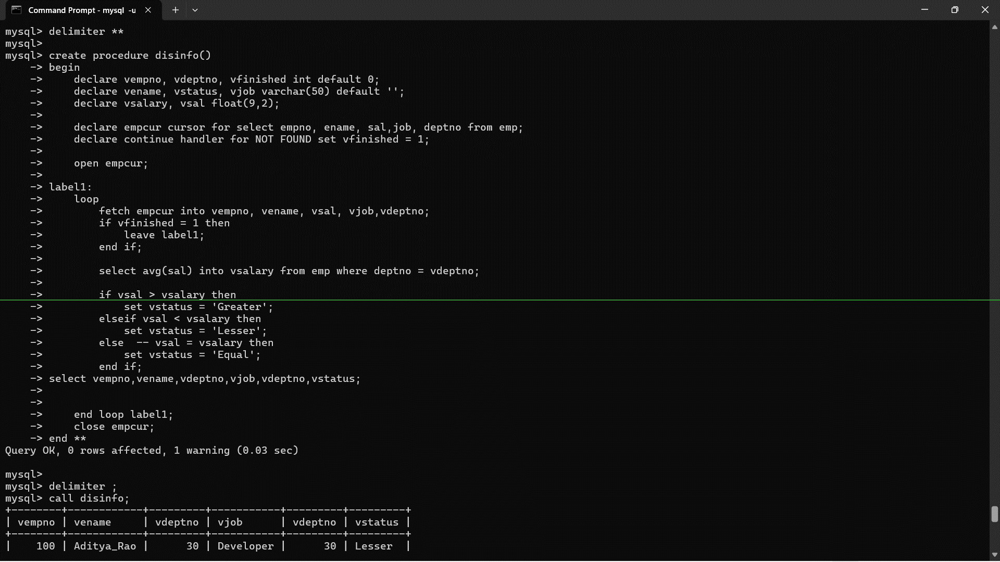 Command Prompt - mysql  -u
mysql> delimiter **
mysql>
mysql> create procedure disinfo()
    -> begin
    ->     declare vempno, vdeptno, vfinished int default 0;
    ->     declare vename, vstatus, vjob varchar(50) default '';
    ->     declare vsalary, vsal float(9,2);
    ->
    ->     declare empcur cursor for select empno, ename, sal,job, deptno from emp;
    ->     declare continue handler for NOT FOUND set vfinished = 1;
    ->
    ->     open empcur;
    ->
    -> label1:
    ->     loop
    ->         fetch empcur into vempno, vename, vsal, vjob,vdeptno;
    ->         if vfinished = 1 then
    ->             leave label1;
    ->         end if;
    ->
    ->         select avg(sal) into vsalary from emp where deptno = vdeptno;
    ->
    ->         if vsal > vsalary then
    ->             set vstatus = 'Greater';
    ->         elseif vsal < vsalary then
    ->             set vstatus = 'Lesser';
    ->         else  -- vsal = vsalary then
    ->             set vstatus = 'Equal';
    ->         end if;
    -> select vempno,vename,vdeptno,vjob,vdeptno,vstatus;
    ->
    ->
    ->     end loop label1;
    ->     close empcur;
    -> end **
Query OK, 0 rows affected, 1 warning (0.03 sec)
mysql>
mysql> delimiter ;
mysql> call disinfo;
+--------+------------+---------+-----------+---------+---------+
| vempno | vename     | vdeptno | vjob      | vdeptno | vstatus |
+--------+------------+---------+-----------+---------+---------+
|    100 | Aditya_Rao |      30 | Developer |      30 | Lesser  |